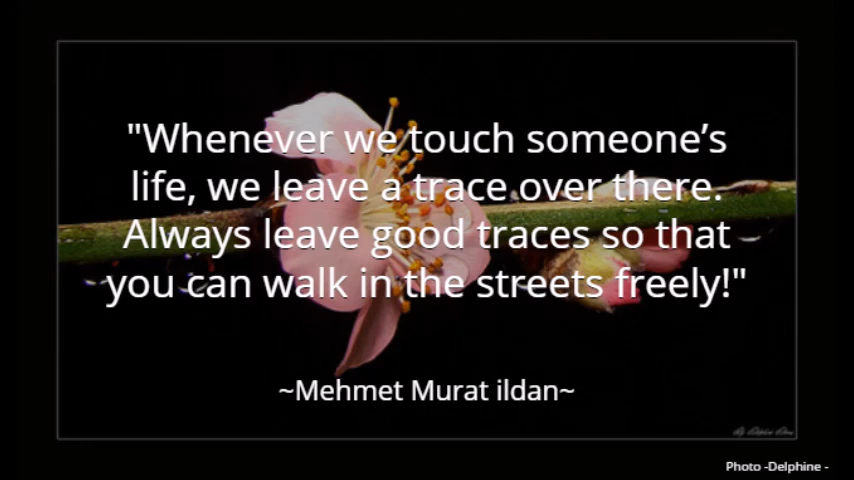 "Whenever we touch someone’s
life, we leave a trace over there.
Always leave good traces so that
you can walk in the streets freely!"
~Mehmet Murat ildan~
Photo -Delphine -